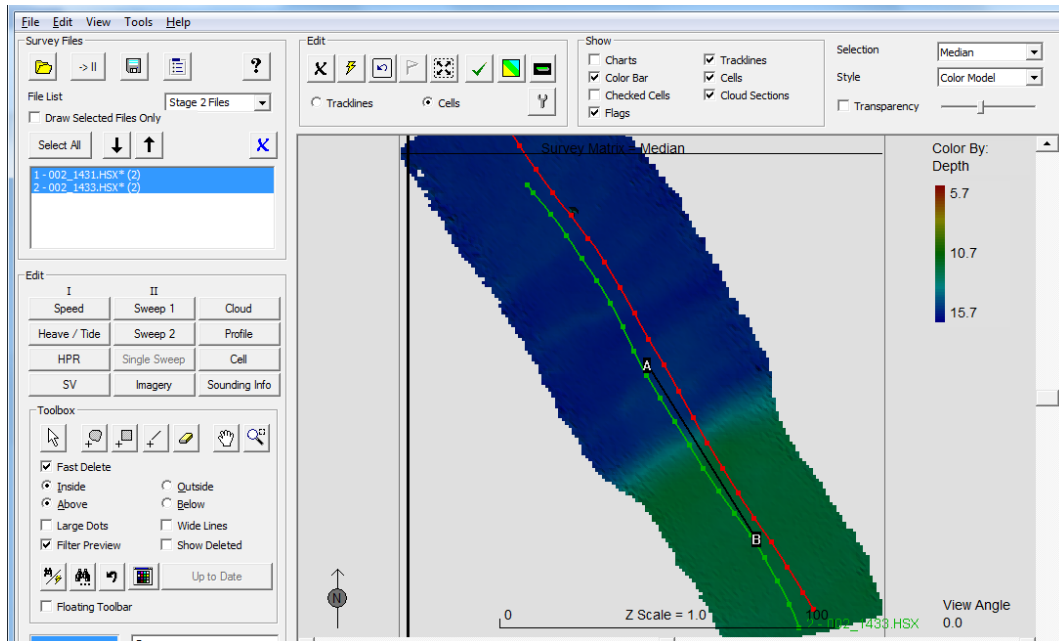 File Edit View Tools Help
Survey Files
-> II
?
File List
Stage 2 Files
Draw Selected Files Only
Select All
X
1 - 002_1431.HSX* (2)
2 - 002_1433.HSX* (2)
Edit
I II
Speed Sweep 1 Cloud
Heave / Tide Sweep 2 Profile
HPR Single Sweep Cell
SV Imagery Sounding Info
Toolbox
Fast Delete
Inside Outside
Above Below
Large Dots Wide Lines
Filter Preview Show Deleted
Up to Date
Floating Toolbar
Edit
X
Tracklines Cells
Show
Charts Tracklines
Color Bar Cells
Checked Cells Cloud Sections
Flags
Selection Median
Style Color Model
Transparency
Survey Matrix = Median
Color By:
Depth
5.7
10.7
15.7
A
B
N
0 Z Scale = 1.0 100
2 - 002_1433.HSX
View Angle
0.0